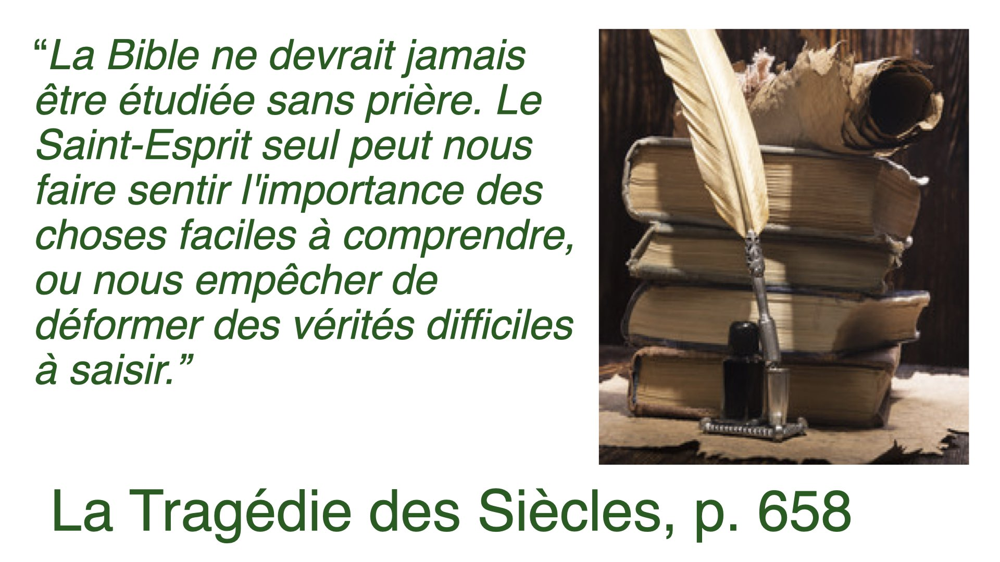 “La Bible ne devrait jamais
être étudiée sans prière. Le
Saint-Esprit seul peut nous
faire sentir l'importance des
choses faciles à comprendre,
ou nous empêcher de
déformer des vérités difficiles
à saisir.”
La Tragédie des Siècles, p. 658